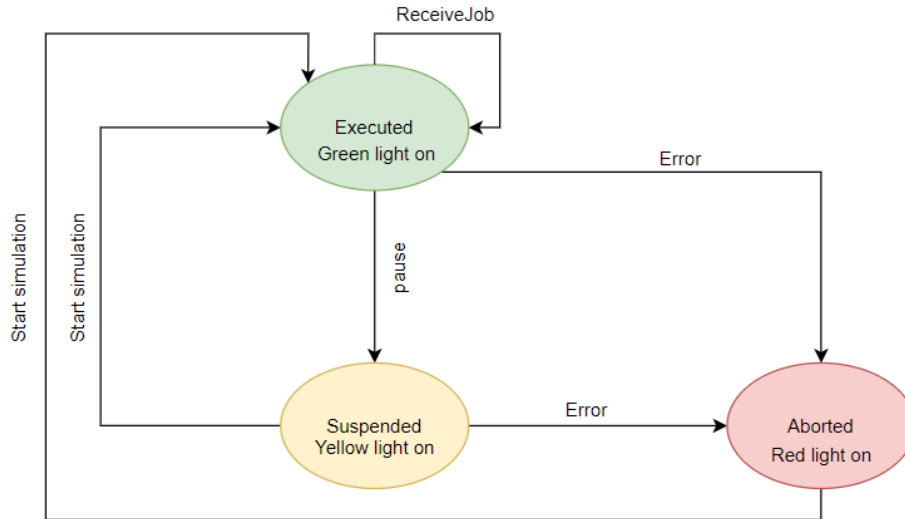 ReceiveJob
Executed
Green light on
Error
Start simulation
Start simulation
pause
Suspended
Yellow light on
Error
Aborted
Red light on